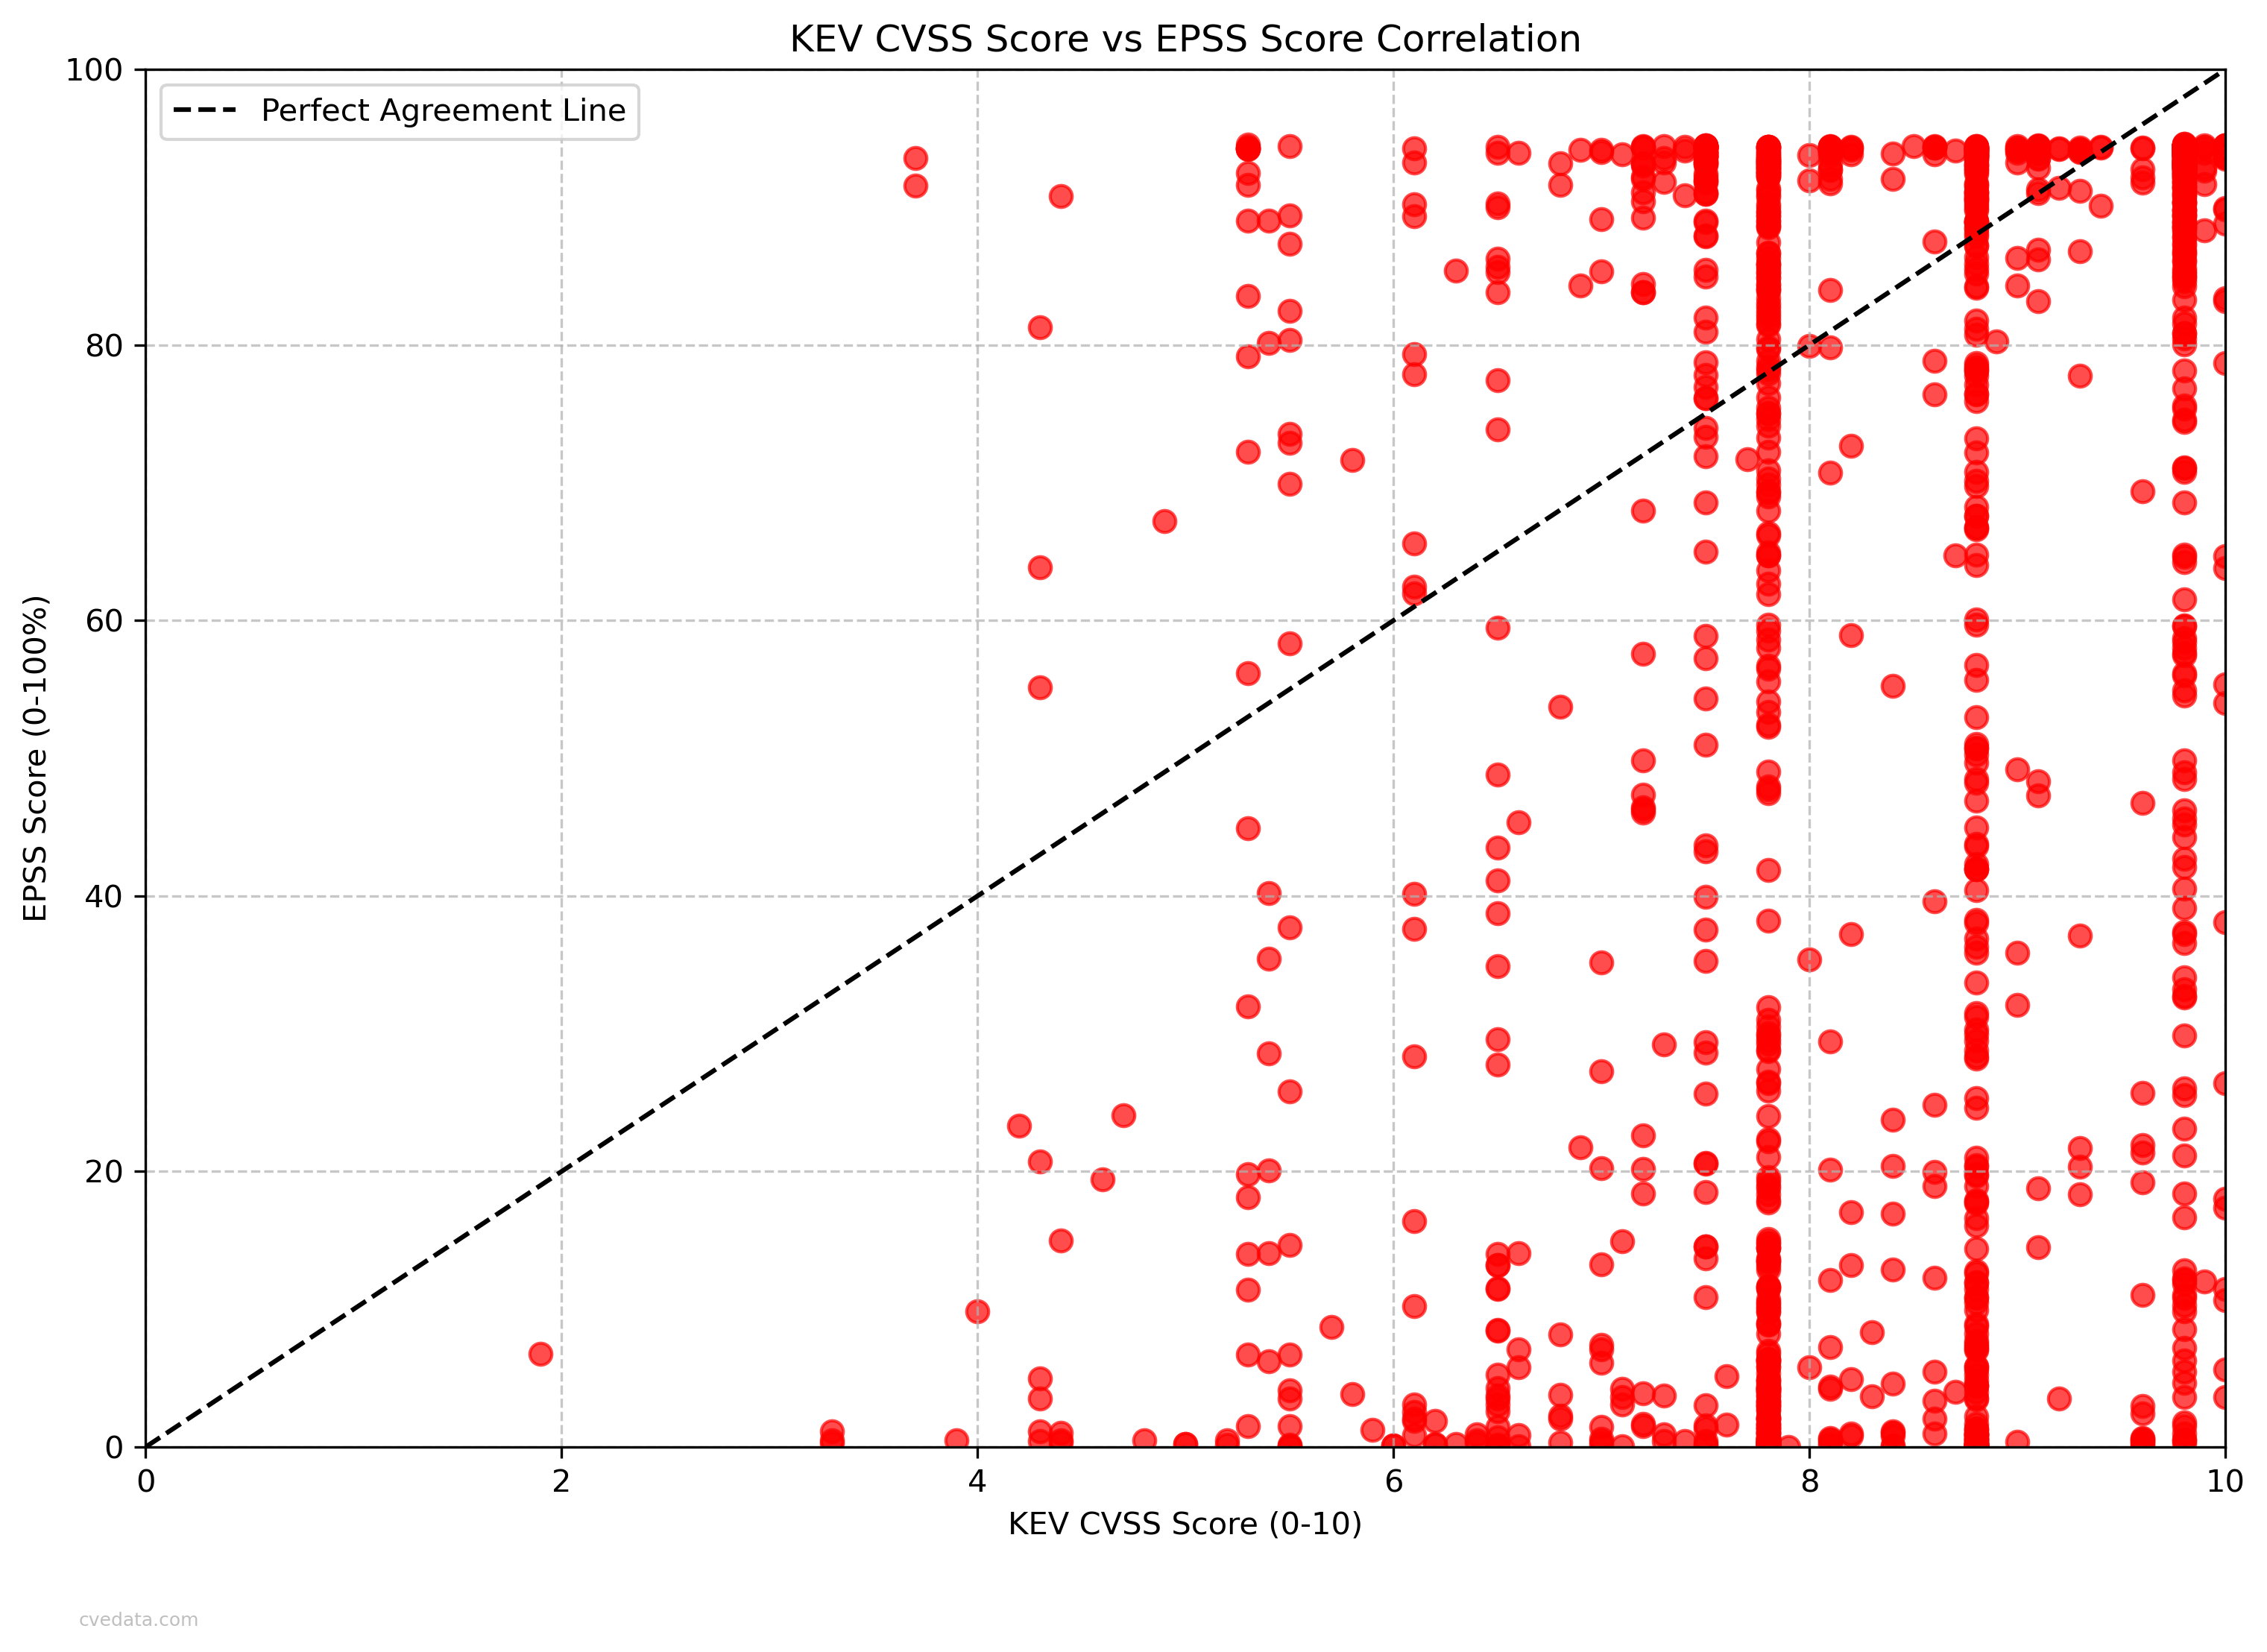 KEV CVSS Score vs EPSS Score Correlation
Perfect Agreement Line
EPSS Score (0-100%)
100
80
60
40
20
0
0 2 4 6 8 10
KEV CVSS Score (0-10)
cvedata.com